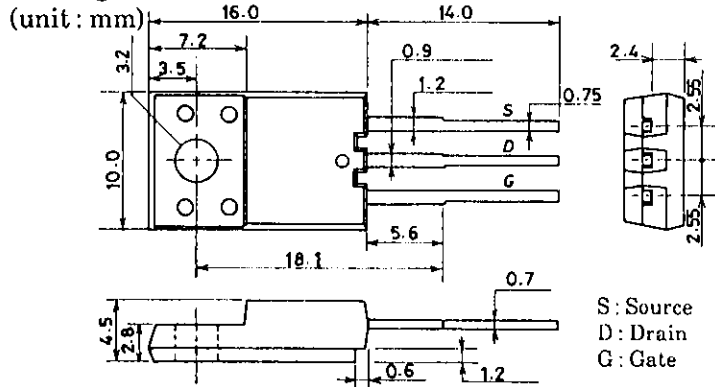 (unit : mm)
16.0
14.0
7.2
3.5
3.2
0.9
1.2
0.75
2.4
2.55
10.0
S
D
G
5.6
18.1
2.55
4.5
2.8
0.7
0.6
1.2
S : Source
D : Drain
G : Gate